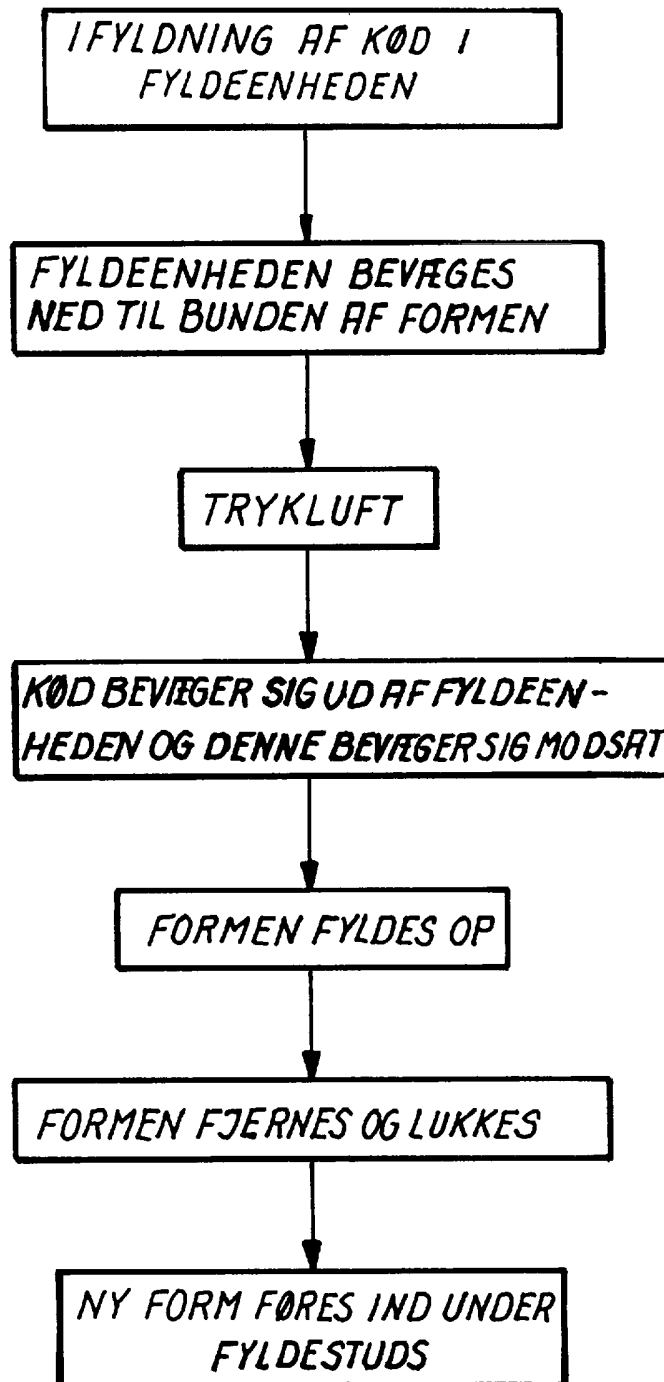 IFYLDNING AF KØD I
FYLDEENHEDEN
FYLDEENHEDEN BEVÆGES
NED TIL BUNDEN AF FORMEN
TRYKLUFT
KØD BEVÆGER SIG UD AF FYLDEEN-
HEDEN OG DENNE BEVÆGER SIG MODSAT
FORMEN FYLDES OP
FORMEN FJERNES OG LUKKES
NY FORM FØRES IND UNDER
FYLDESTUDS